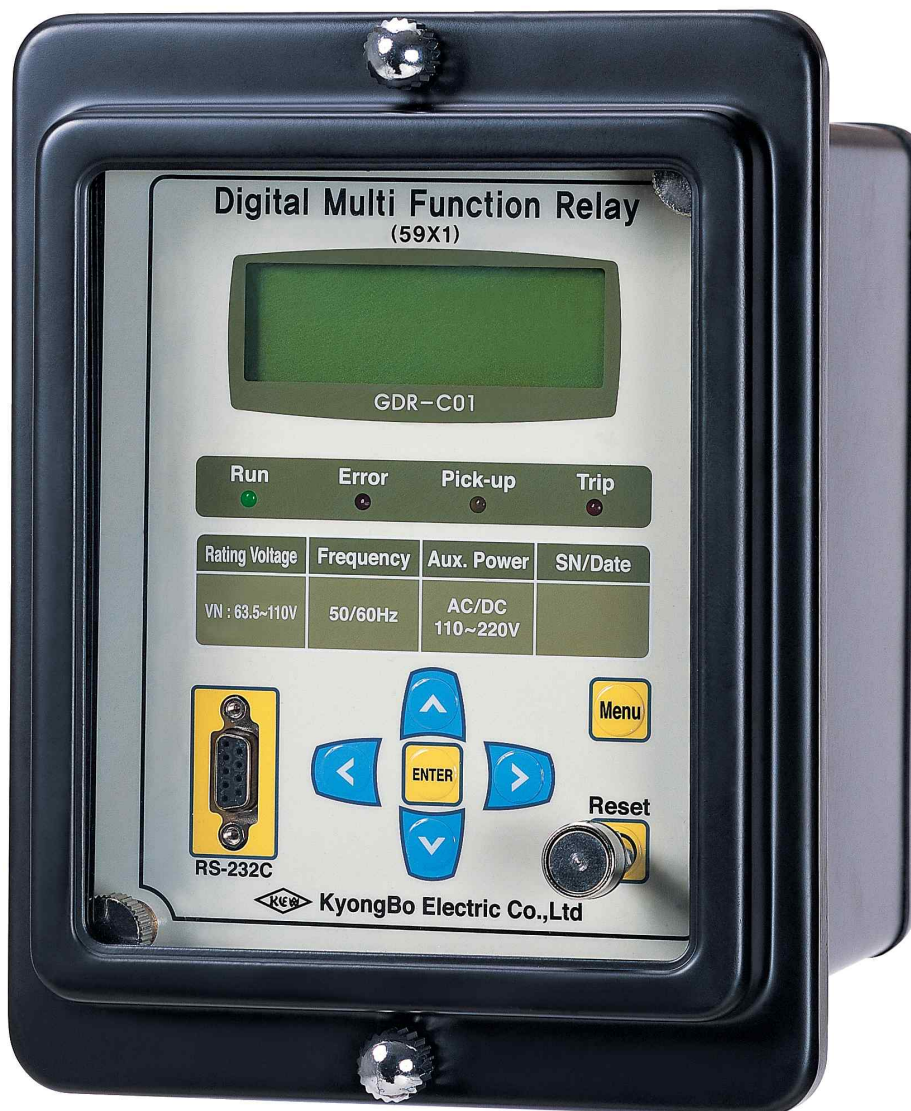 Digital Multi Function Relay
(59X1)
GDR-C01
Run Error Pick-up Trip
Rating Voltage Frequency Aux. Power SN/Date
VN : 63.5~110V 50/60Hz AC/DC
110~220V
Menu
ENTER
Reset
RS-232C
KEW KyongBo Electric Co.,Ltd